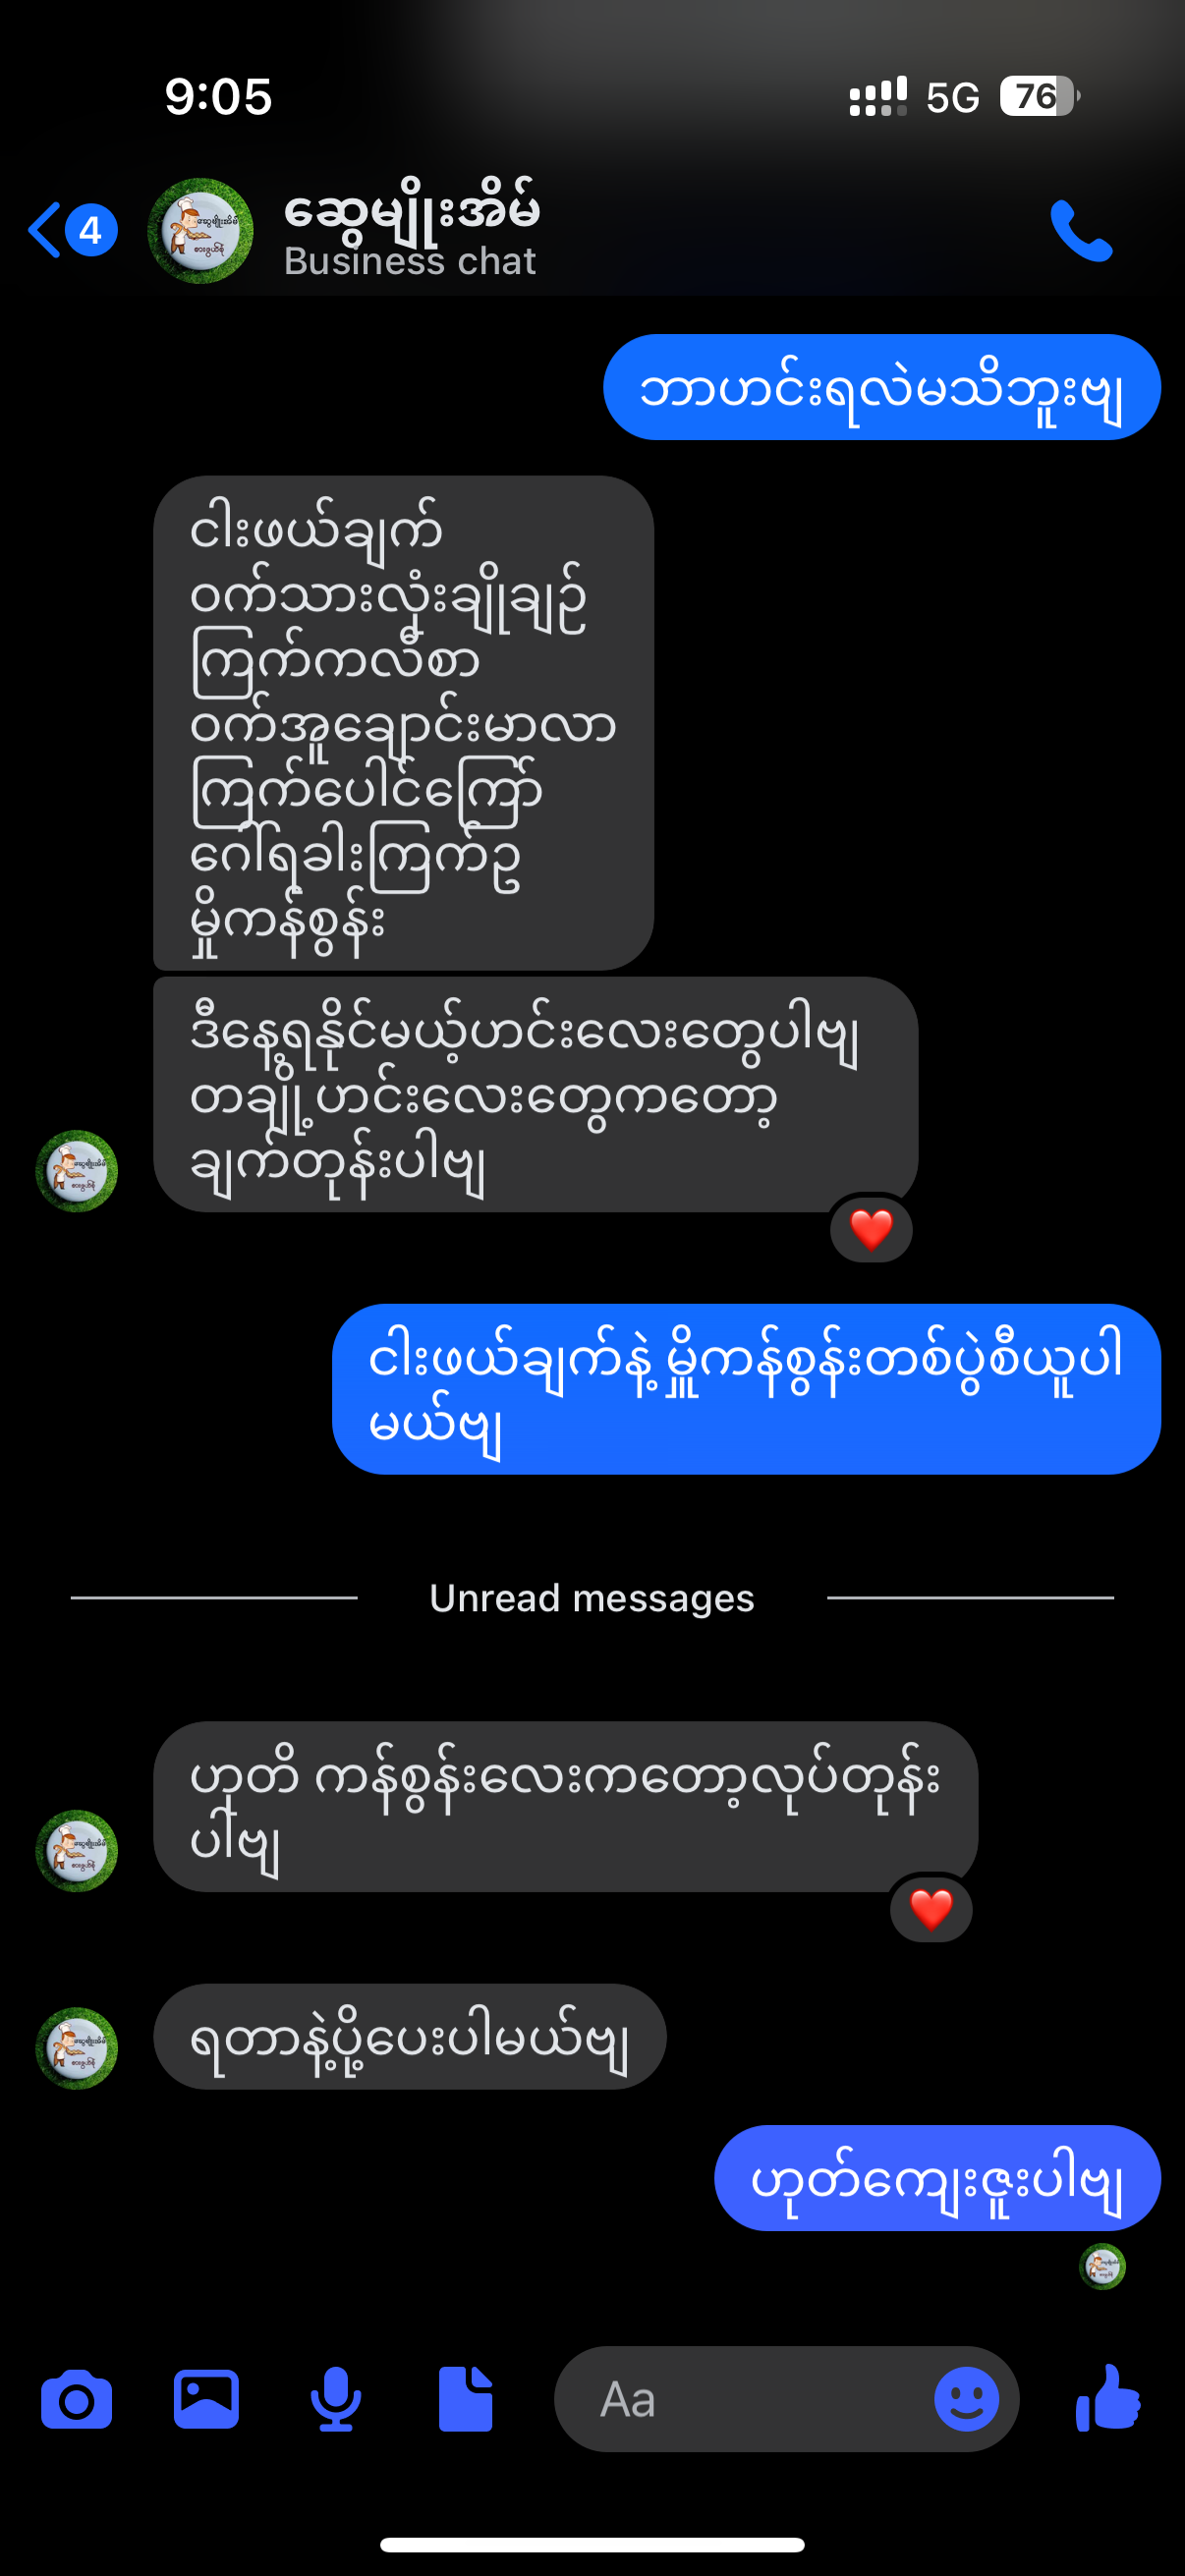 9:05
5G
76
4
ဆွေမျိုးအိမ်
Business chat
ဘာဟင်းရလဲမသိဘူးဗျ
ငါးဖယ်ချက်
ဝက်သားလုံးချိုချဉ်
ကြက်ကလီစာ
ဝက်အူချောင်းမာလာ
ကြက်ပေါင်ကြော်
ဂေါ်ရခါးကြက်ဥ
မှိုကန်စွန်း
ဒီနေ့ရနိုင်မယ့်ဟင်းလေးတွေပါဗျ
တချို့ဟင်းလေးတွေကတော့
ချက်တုန်းပါဗျ
ငါးဖယ်ချက်နဲ့ မှိုကန်စွန်းတစ်ပွဲစီယူပါ
မယ်ဗျ
Unread messages
ဟုတိ ကန်စွန်းလေးကတော့လုပ်တုန်း
ပါဗျ
ရတာနဲ့ပို့ပေးပါမယ်ဗျ
ဟုတ်ကျေးဇူးပါဗျ
Aa